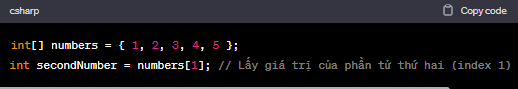 csharp Copy code
int[] numbers = { 1, 2, 3, 4, 5 };
int secondNumber = numbers[1]; // Lấy giá trị của phần tử thứ hai (index 1)